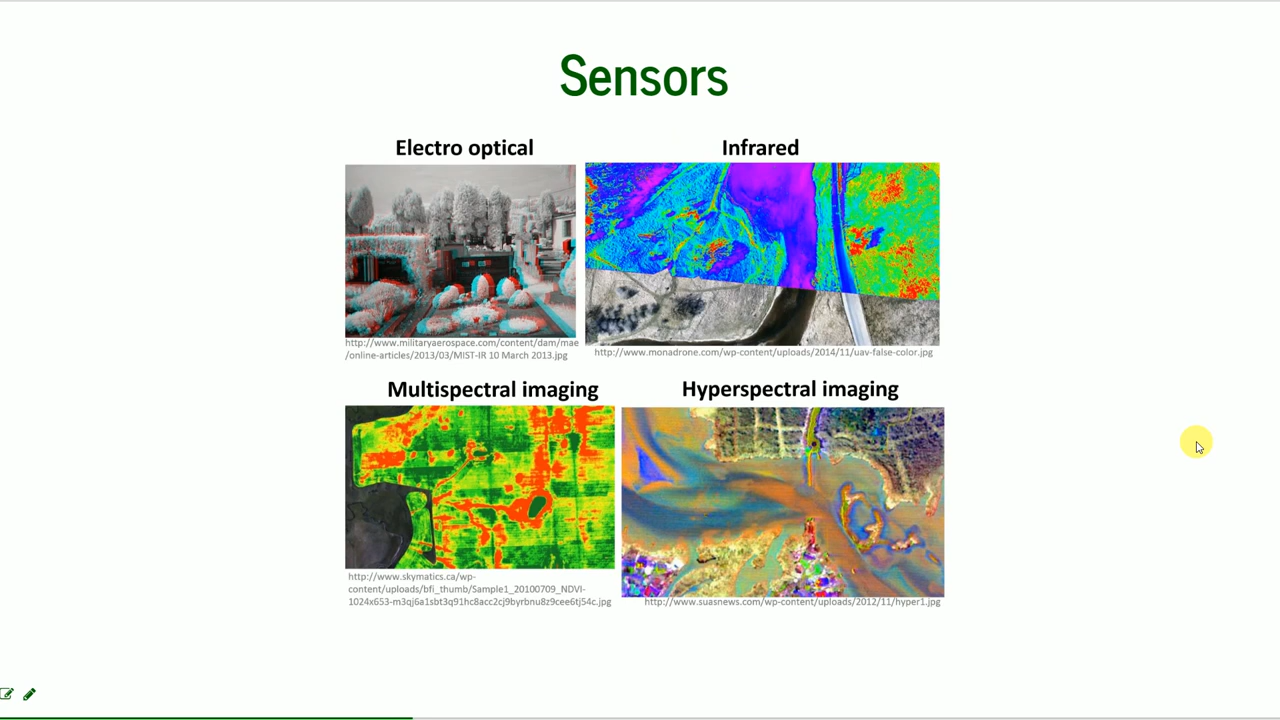 Sensors
Electro optical
Infrared
http://www.militaryaerospace.com/content/dam/mae
/online-articles/2013/03/MIST-IR 10 March 2013.jpg
http://www.monadrone.com/wp-content/uploads/2014/11/uav-false-color.jpg
Multispectral imaging
Hyperspectral imaging
http://www.skymatics.ca/wp-
content/uploads/bfi_thumb/Sample1_20100709_NDVI-
1024x653-m3qj6a1sbt3q91hc8acc2cj9byrbnu8z9cee6tj54c.jpg
http://www.suasnews.com/wp-content/uploads/2012/11/hyper1.jpg